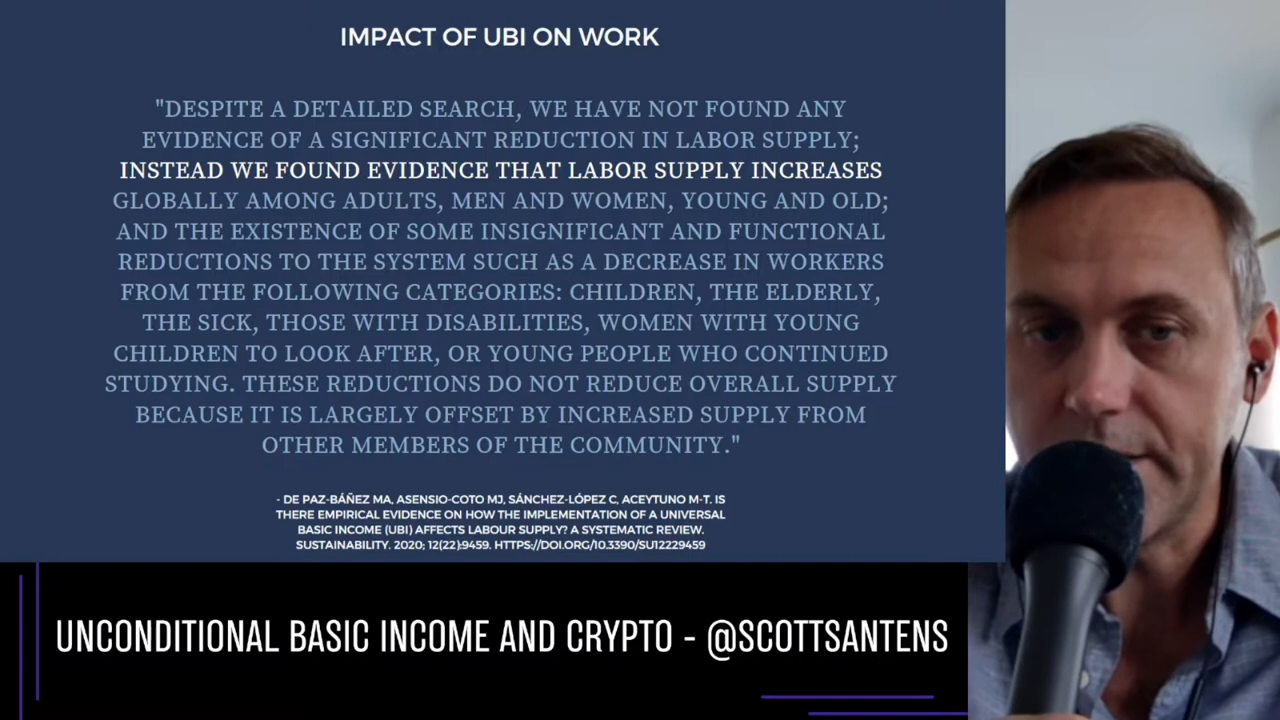 IMPACT OF UBI ON WORK
"DESPITE A DETAILED SEARCH, WE HAVE NOT FOUND ANY
EVIDENCE OF A SIGNIFICANT REDUCTION IN LABOR SUPPLY;
INSTEAD WE FOUND EVIDENCE THAT LABOR SUPPLY INCREASES
GLOBALLY AMONG ADULTS, MEN AND WOMEN, YOUNG AND OLD;
AND THE EXISTENCE OF SOME INSIGNIFICANT AND FUNCTIONAL
REDUCTIONS TO THE SYSTEM SUCH AS A DECREASE IN WORKERS
FROM THE FOLLOWING CATEGORIES: CHILDREN, THE ELDERLY,
THE SICK, THOSE WITH DISABILITIES, WOMEN WITH YOUNG
CHILDREN TO LOOK AFTER, OR YOUNG PEOPLE WHO CONTINUED
STUDYING. THESE REDUCTIONS DO NOT REDUCE OVERALL SUPPLY
BECAUSE IT IS LARGELY OFFSET BY INCREASED SUPPLY FROM
OTHER MEMBERS OF THE COMMUNITY."
- DE PAZ-BÁÑEZ MA, ASENSIO-COTO MJ, SÁNCHEZ-LÓPEZ C, ACEYTUNO M-T. IS
THERE EMPIRICAL EVIDENCE ON HOW THE IMPLEMENTATION OF A UNIVERSAL
BASIC INCOME (UBI) AFFECTS LABOUR SUPPLY? A SYSTEMATIC REVIEW.
SUSTAINABILITY. 2020; 12(22):9459. HTTPS://DOI.ORG/10.3390/SU12229459
UNCONDITIONAL BASIC INCOME AND CRYPTO - @SCOTTSANTENS